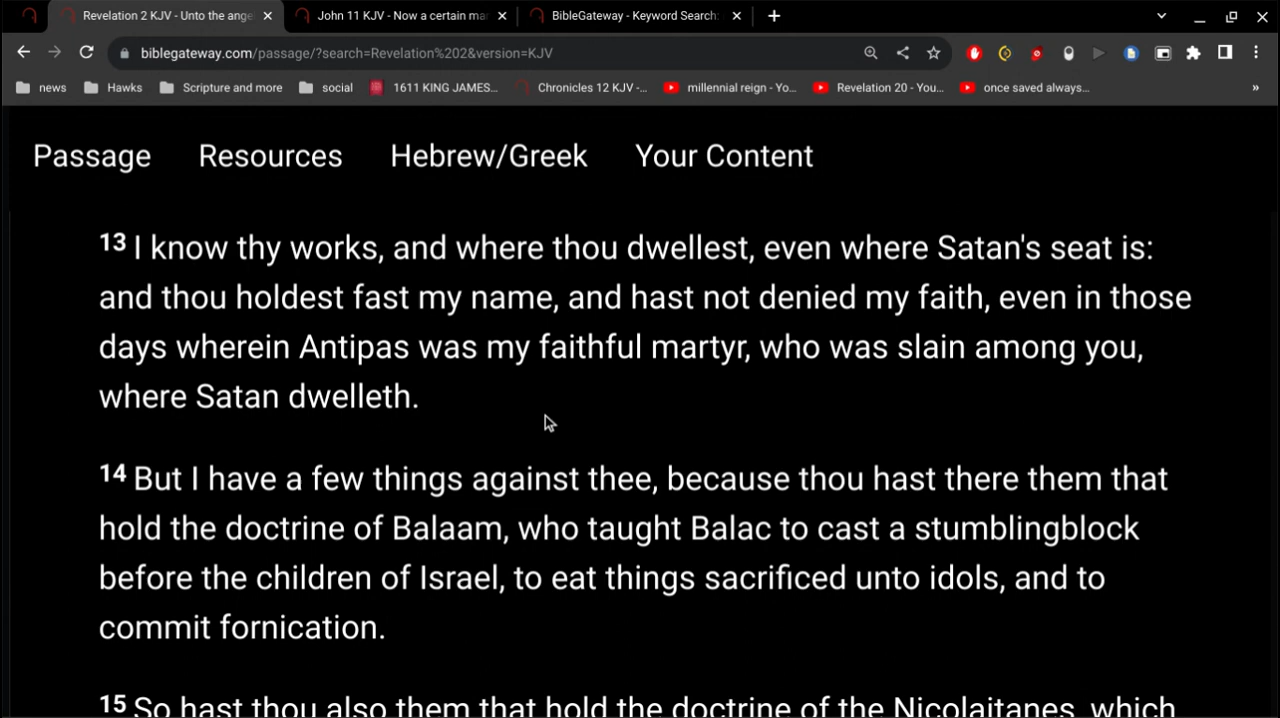 Revelation 2 KJV - Unto the ange
John 11 KJV - Now a certain ma
BibleGateway - Keyword Search:
biblegateway.com/passage/?search=Revelation%202&version=KJV
news Hawks Scripture and more social 1611 KING JAMES... Chronicles 12 KJV -... millennial reign - Yo... Revelation 20 - You... once saved always... »
Passage Resources Hebrew/Greek Your Content
13 I know thy works, and where thou dwellest, even where Satan's seat is:
and thou holdest fast my name, and hast not denied my faith, even in those
days wherein Antipas was my faithful martyr, who was slain among you,
where Satan dwelleth.
14 But I have a few things against thee, because thou hast there them that
hold the doctrine of Balaam, who taught Balac to cast a stumblingblock
before the children of Israel, to eat things sacrificed unto idols, and to
commit fornication.
15 So hast thou also them that hold the doctrine of the Nicolaitanes, which